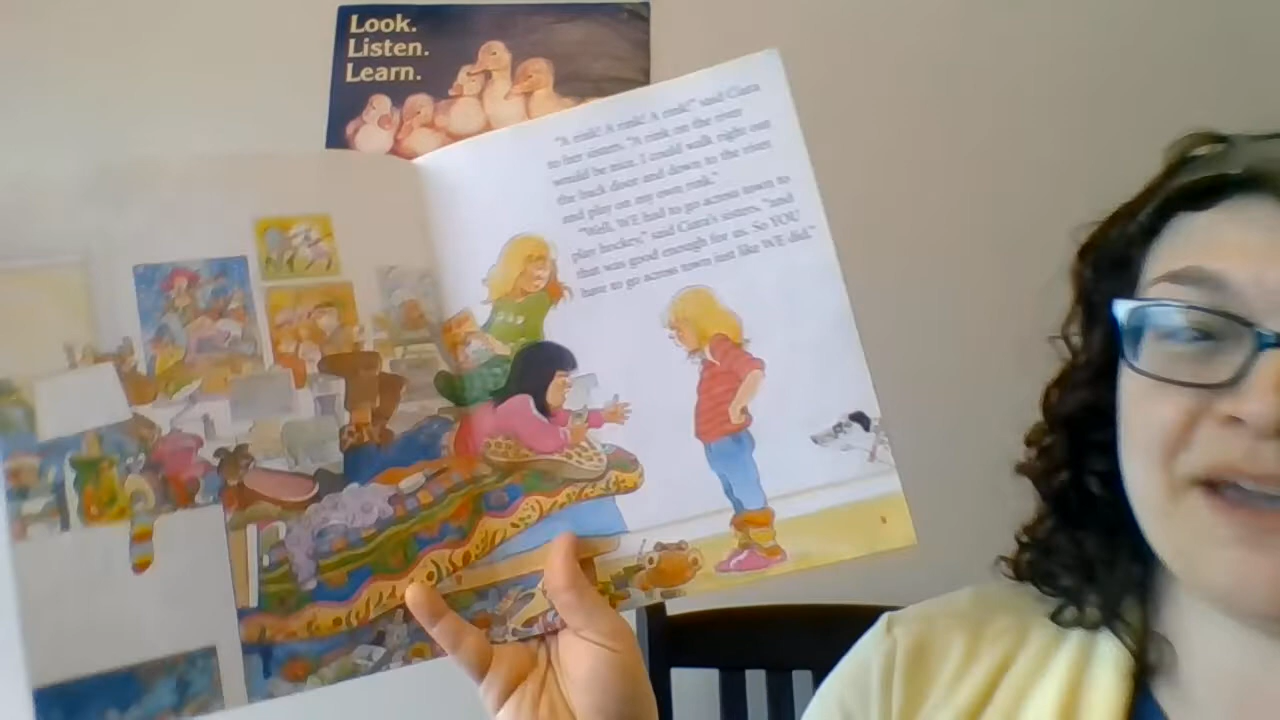 Look.
Listen.
Learn.
"A rink! A rink! A rink!" said Ciara
to her sisters. "A rink on the river
would be nice. I could walk right out
the back door and down to the river
and play on my own rink."
"Well, WE had to go across town to
play hockey," said Ciara's sisters, "and
that was good enough for us. So YOU
have to go across town just like WE did."